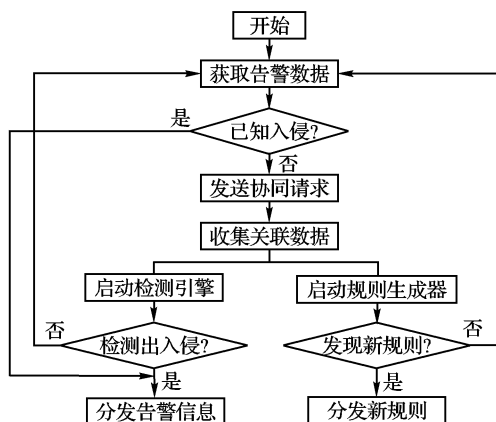 开始
获取告警数据
是
已知入侵?
否
发送协同请求
收集关联数据
启动检测引擎
启动规则生成器
否
检测出入侵?
发现新规则?
否
是
是
分发告警信息
分发新规则